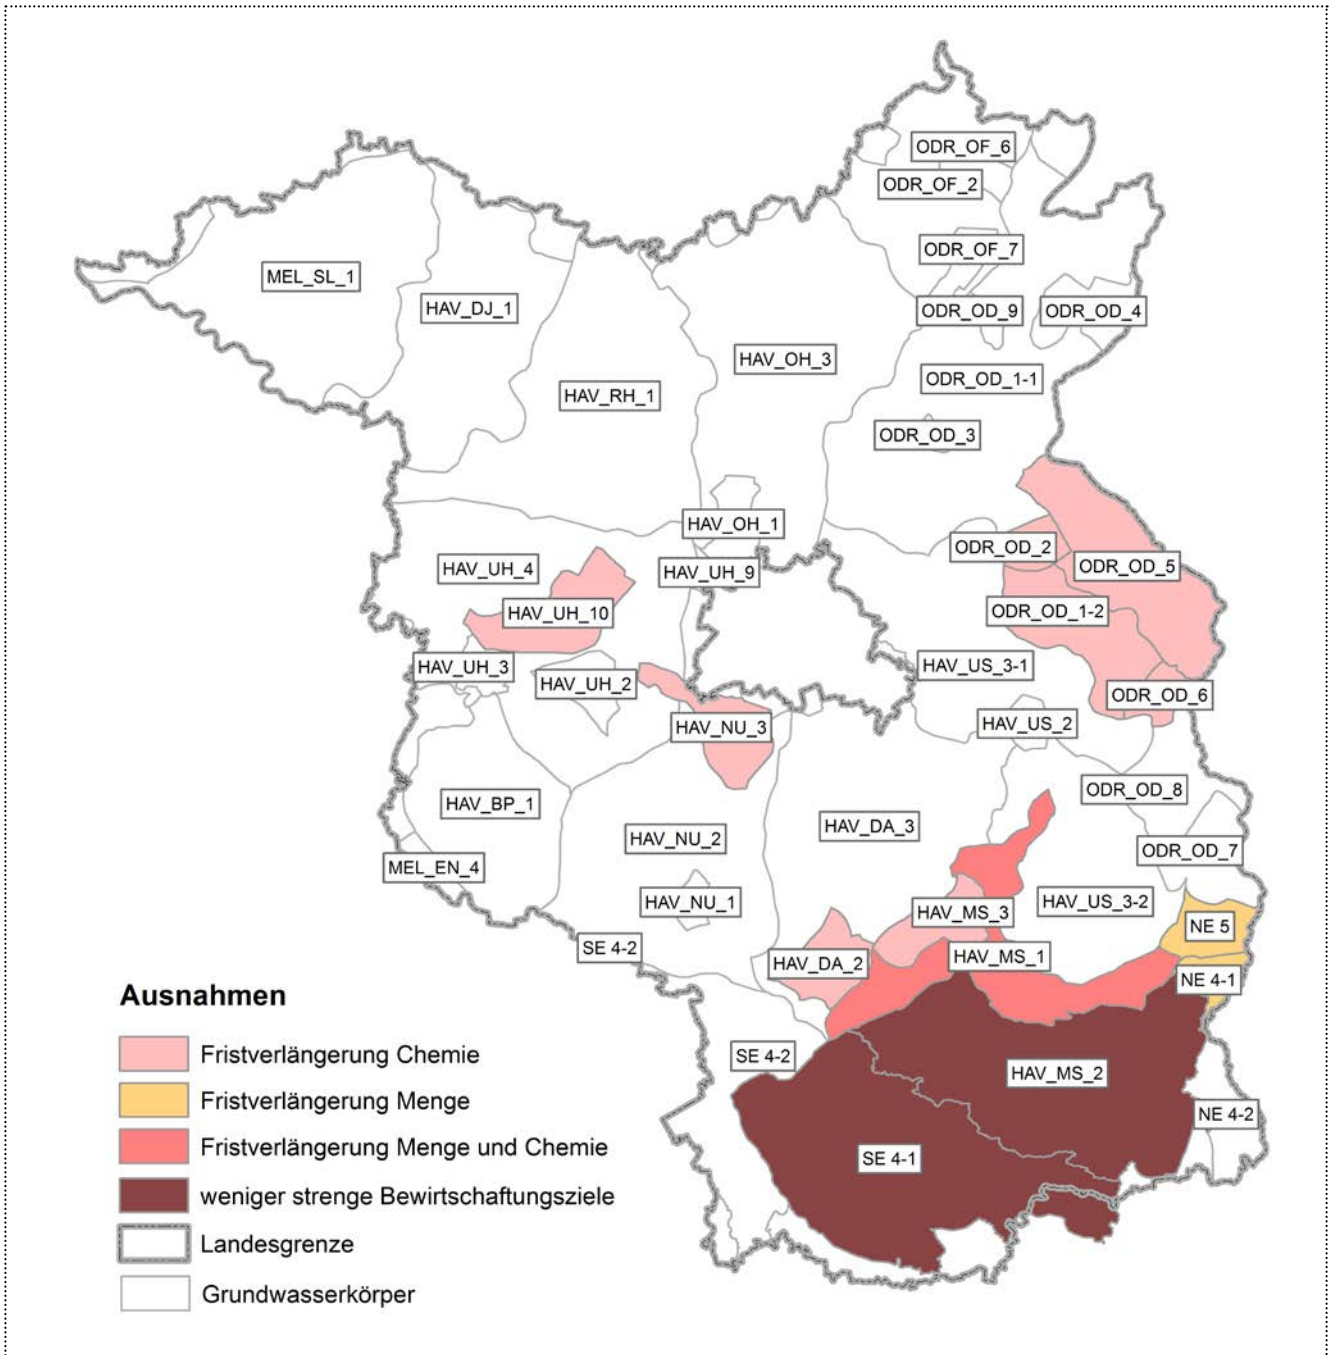 ODR_OF_6
ODR_OF_2
ODR_OF_7
MEL_SL_1
HAV_DJ_1
ODR_OD_9
ODR_OD_4
HAV_OH_3
ODR_OD_1-1
HAV_RH_1
ODR_OD_3
HAV_OH_1
ODR_OD_2
HAV_UH_4
HAV_UH_9
ODR_OD_5
HAV_UH_10
ODR_OD_1-2
HAV_UH_3
HAV_US_3-1
HAV_UH_2
ODR_OD_6
HAV_NU_3
HAV_US_2
ODR_OD_8
HAV_BP_1
HAV_DA_3
HAV_NU_2
ODR_OD_7
MEL_EN_4
HAV_NU_1
HAV_US_3-2
HAV_MS_3
NE 5
SE 4-2
HAV_MS_1
HAV_DA_2
NE 4-1
SE 4-2
HAV_MS_2
NE 4-2
SE 4-1
Ausnahmen
Fristverlängerung Chemie
Fristverlängerung Menge
Fristverlängerung Menge und Chemie
weniger strenge Bewirtschaftungsziele
Landesgrenze
Grundwasserkörper